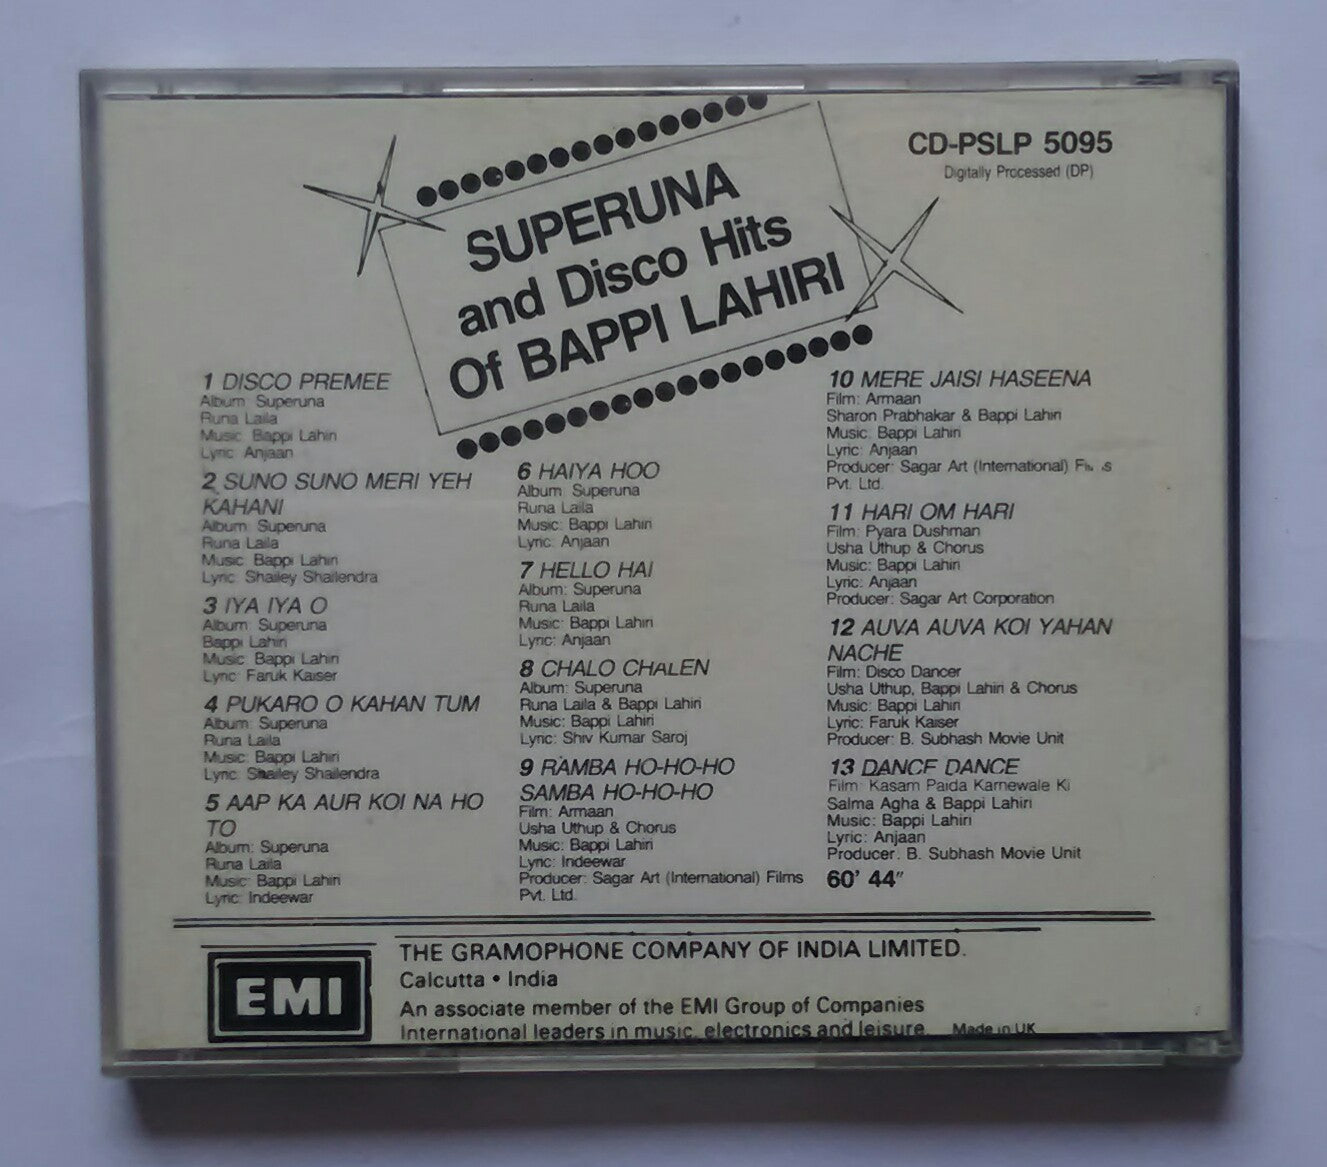 SUPERUNA
and Disco Hits
Of BAPPI LAHIRI
CD-PSLP 5095
Digitally Processed (DP)
1 DISCO PREMEE
Album: Superuna
Runa Laila
Music: Bappi Lahiri
Lyric: Anjaan
2 SUNO SUNO MERI YEH
KAHANI
Album: Superuna
Runa Laila
Music: Bappi Lahiri
Lyric: Shailey Shailendra
3 IYA IYA O
Album: Superuna
Bappi Lahiri
Music: Bappi Lahiri
Lyric: Faruk Kaiser
4 PUKARO O KAHAN TUM
Album: Superuna
Runa Laila
Music: Bappi Lahiri
Lyric: Shailey Shailendra
5 AAP KA AUR KOI NA HO
TO
Album: Superuna
Runa Laila
Music: Bappi Lahiri
Lyric: Indeewar
6 HAIYA HOO
Album: Superuna
Runa Laila
Music: Bappi Lahiri
Lyric: Anjaan
7 HELLO HAI
Album: Superuna
Runa Laila
Music: Bappi Lahiri
Lyric: Anjaan
8 CHALO CHALEN
Album: Superuna
Runa Laila & Bappi Lahiri
Music: Bappi Lahiri
Lyric: Shiv Kumar Saroj
9 RAMBA HO-HO-HO
SAMBA HO-HO-HO
Film: Armaan
Usha Uthup & Chorus
Music: Bappi Lahiri
Lyric: Indeewar
Producer: Sagar Art (International) Films
Pvt. Ltd.
10 MERE JAISI HASEENA
Film: Armaan
Sharon Prabhakar & Bappi Lahiri
Music: Bappi Lahiri
Lyric: Anjaan
Producer: Sagar Art (International)
Pvt. Ltd.
11 HARI OM HARI
Film: Pyara Dushman
Usha Uthup & Chorus
Music: Bappi Lahiri
Lyric: Anjaan
Producer: Sagar Art Corporation
12 AUVA AUVA KOI YAHAN
NACHE
Film: Disco Dancer
Usha Uthup, Bappi Lahiri & Chorus
Music: Bappi Lahiri
Lyric: Faruk Kaiser
Producer: B. Subhash Movie Unit
13 DANCE DANCE
Film: Kasam Paida Karnewale Ki
Salma Agha & Bappi Lahiri
Music: Bappi Lahiri
Lyric: Anjaan
Producer: B. Subhash Movie Unit
60' 44"
EMI
THE GRAMOPHONE COMPANY OF INDIA LIMITED.
Calcutta • India
An associate member of the EMI Group of Companies
International leaders in music, electronics and leisure. Made in UK